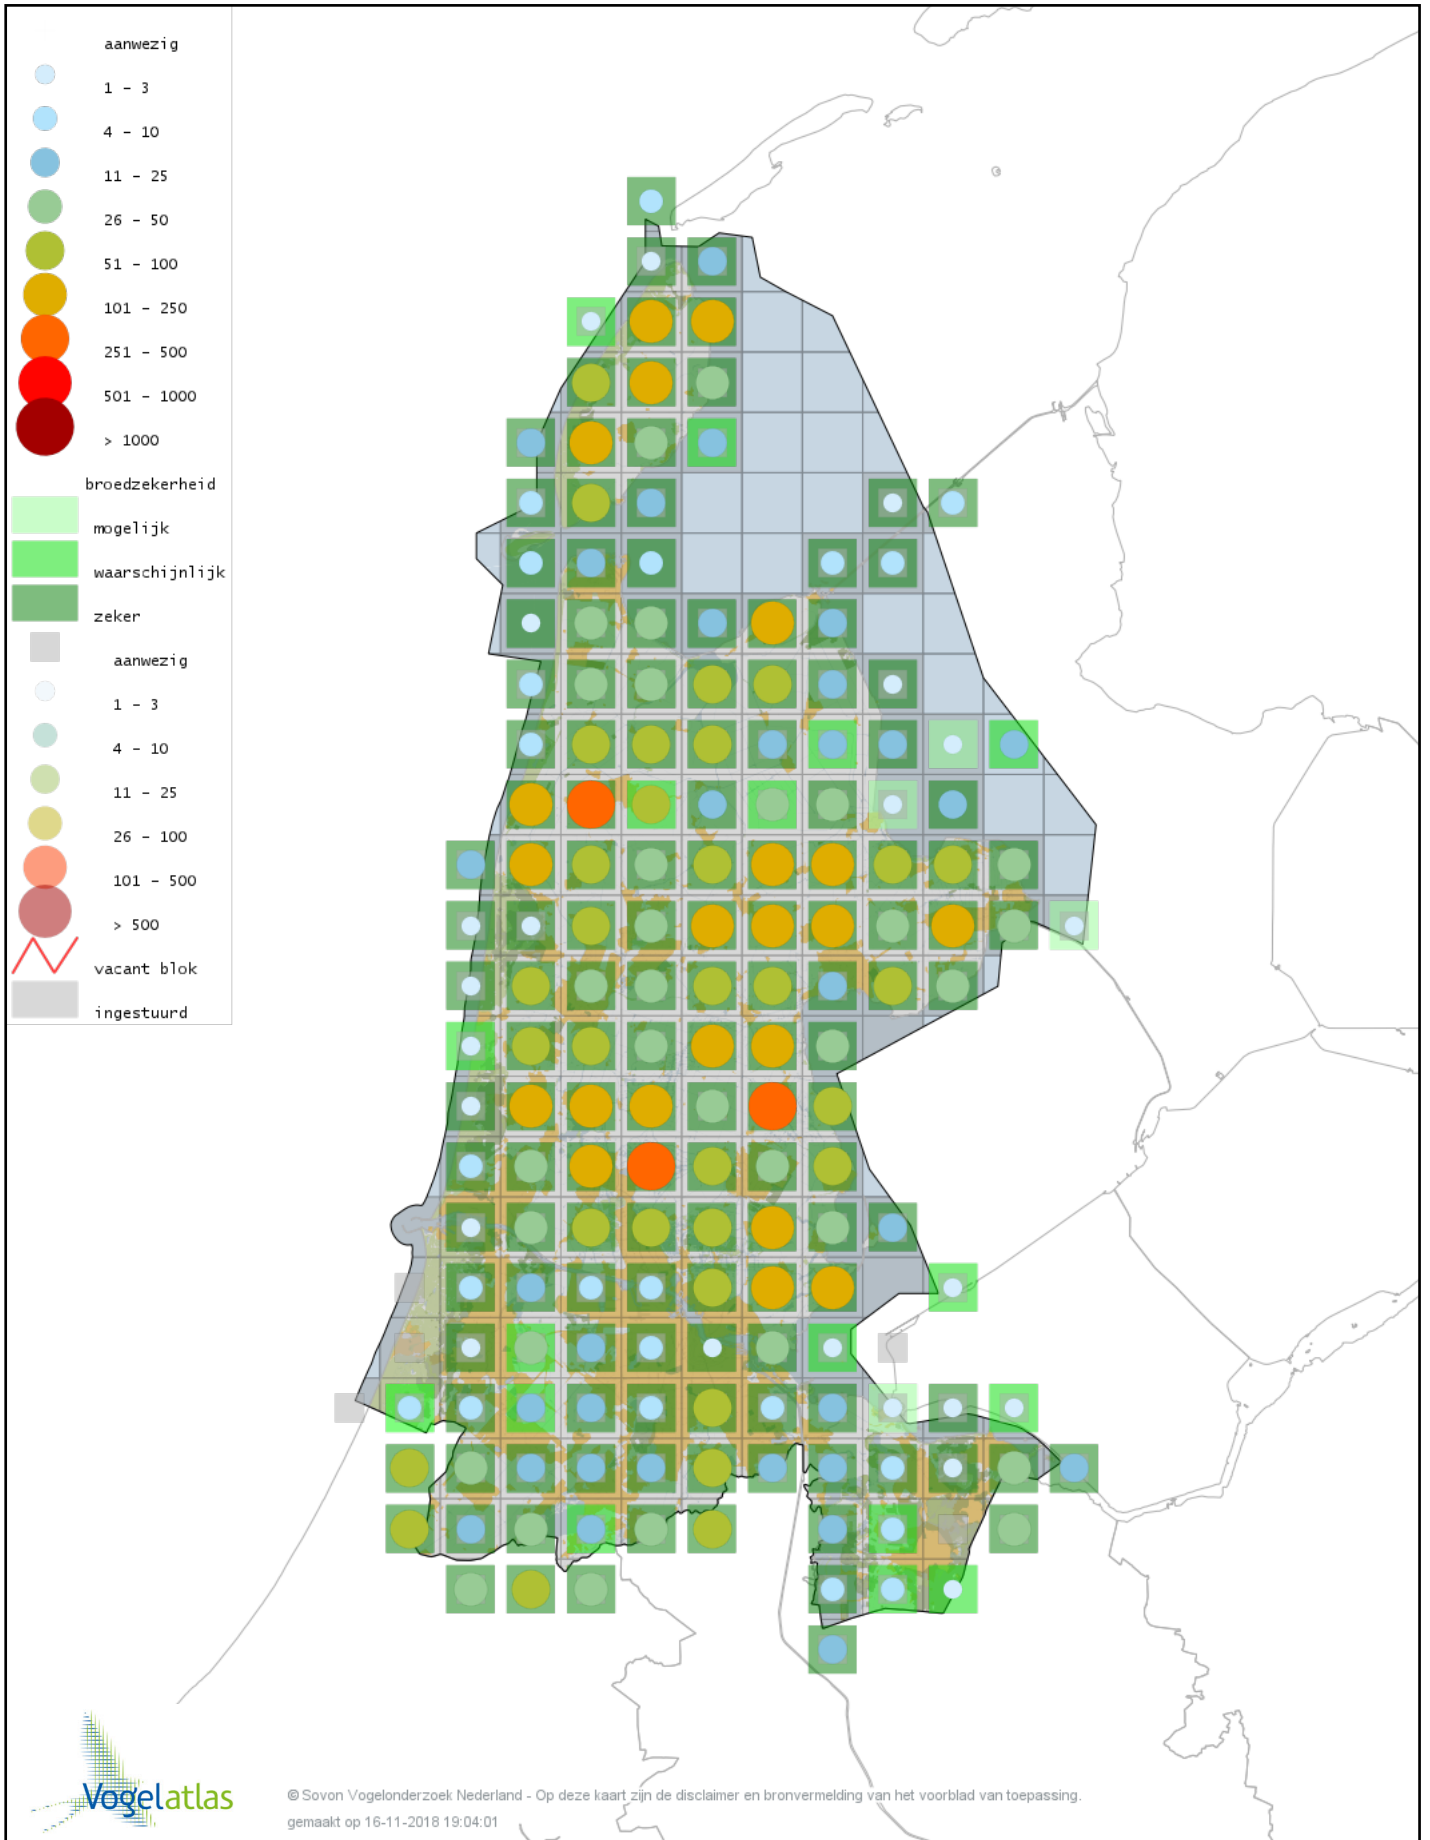 aanwezig
1 - 3
4 - 10
11 - 25
26 - 50
51 - 100
101 - 250
251 - 500
501 - 1000
> 1000
broedzekerheid
mogelijk
waarschijnlijk
zeker
aanwezig
1 - 3
4 - 10
11 - 25
26 - 100
101 - 500
> 500
vacant blok
ingestuurd
Vogelatlas
© Sovon Vogelonderzoek Nederland - Op deze kaart zijn de disclaimer en bronvermelding van het voorblad van toepassing.
gemaakt op 16-11-2018 19:04:01